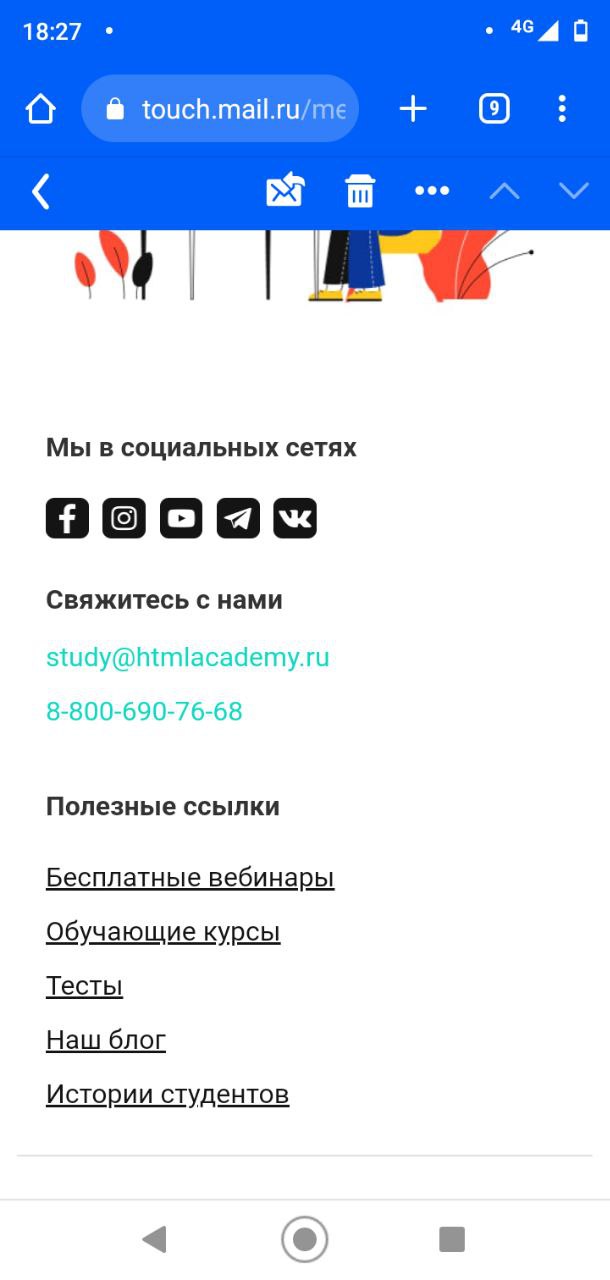 18:27
4G
touch.mail.ru/me
9
Мы в социальных сетях
Свяжитесь с нами
study@htmlacademy.ru
8-800-690-76-68
Полезные ссылки
Бесплатные вебинары
Обучающие курсы
Тесты
Наш блог
Истории студентов